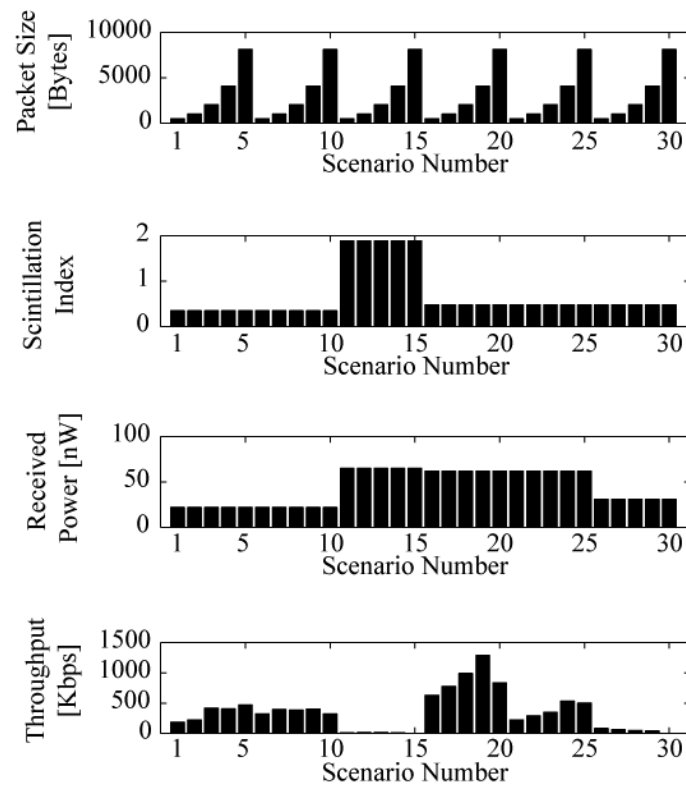 Packet Size
[Bytes]
10000
5000
0
1 5 10 15 20 25 30
Scenario Number
Scintillation
Index
2
1
0
1 5 10 15 20 25 30
Scenario Number
Received
Power [nW]
100
50
0
1 5 10 15 20 25 30
Scenario Number
Throughput
[Kbps]
1500
1000
500
0
1 5 10 15 20 25 30
Scenario Number